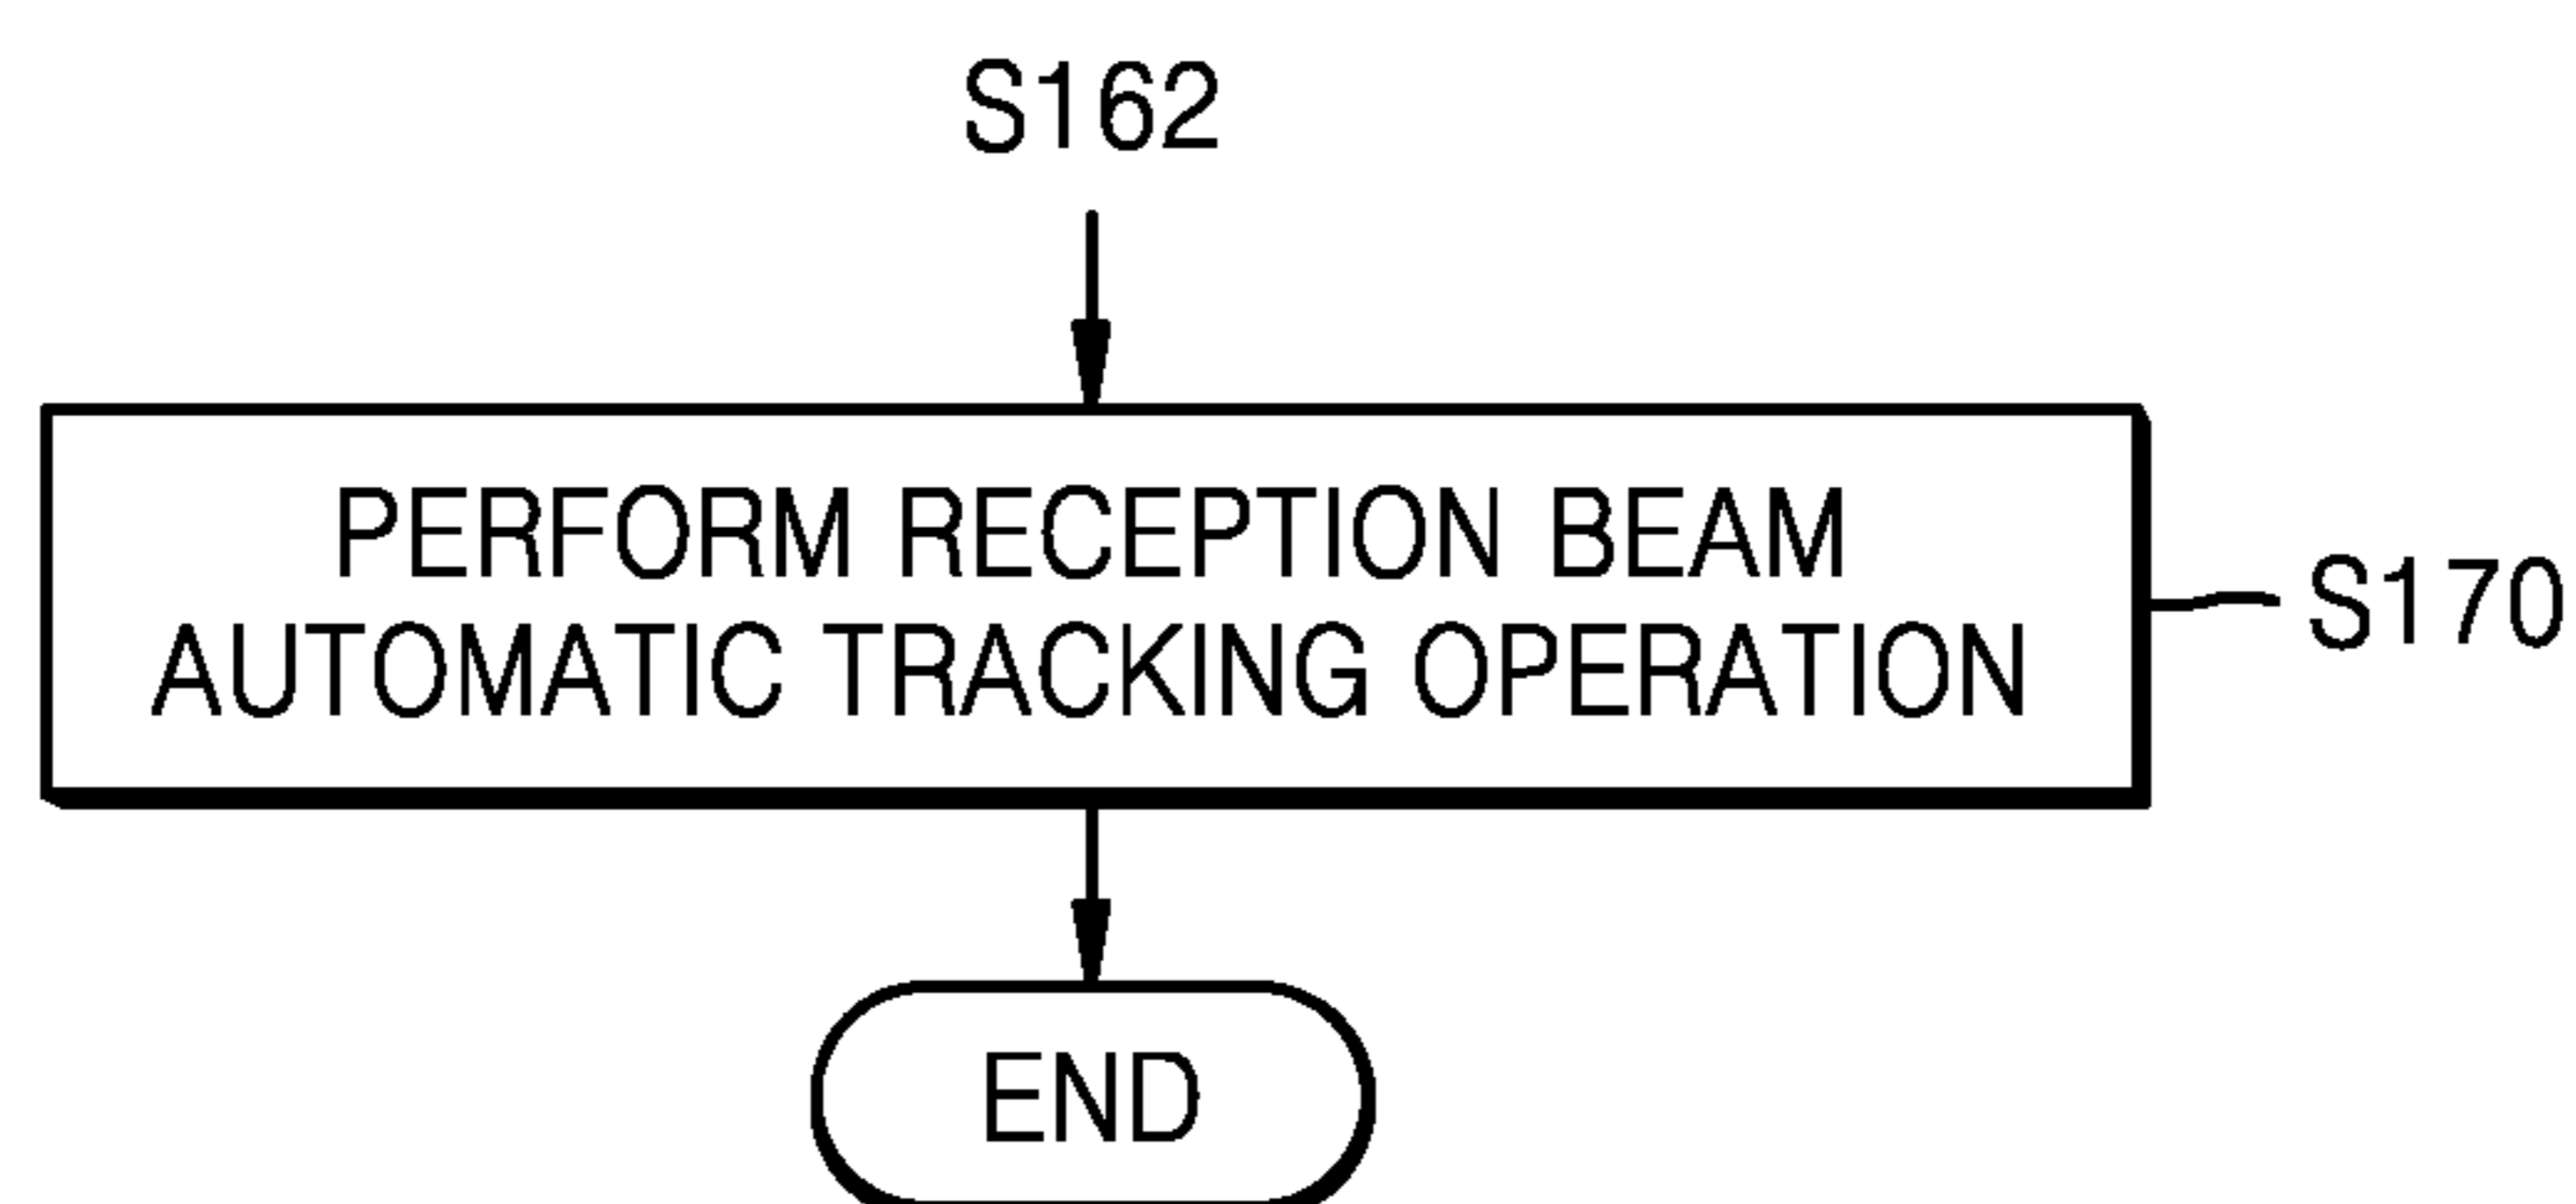 S162
PERFORM RECEPTION BEAM
AUTOMATIC TRACKING OPERATION
S170
END